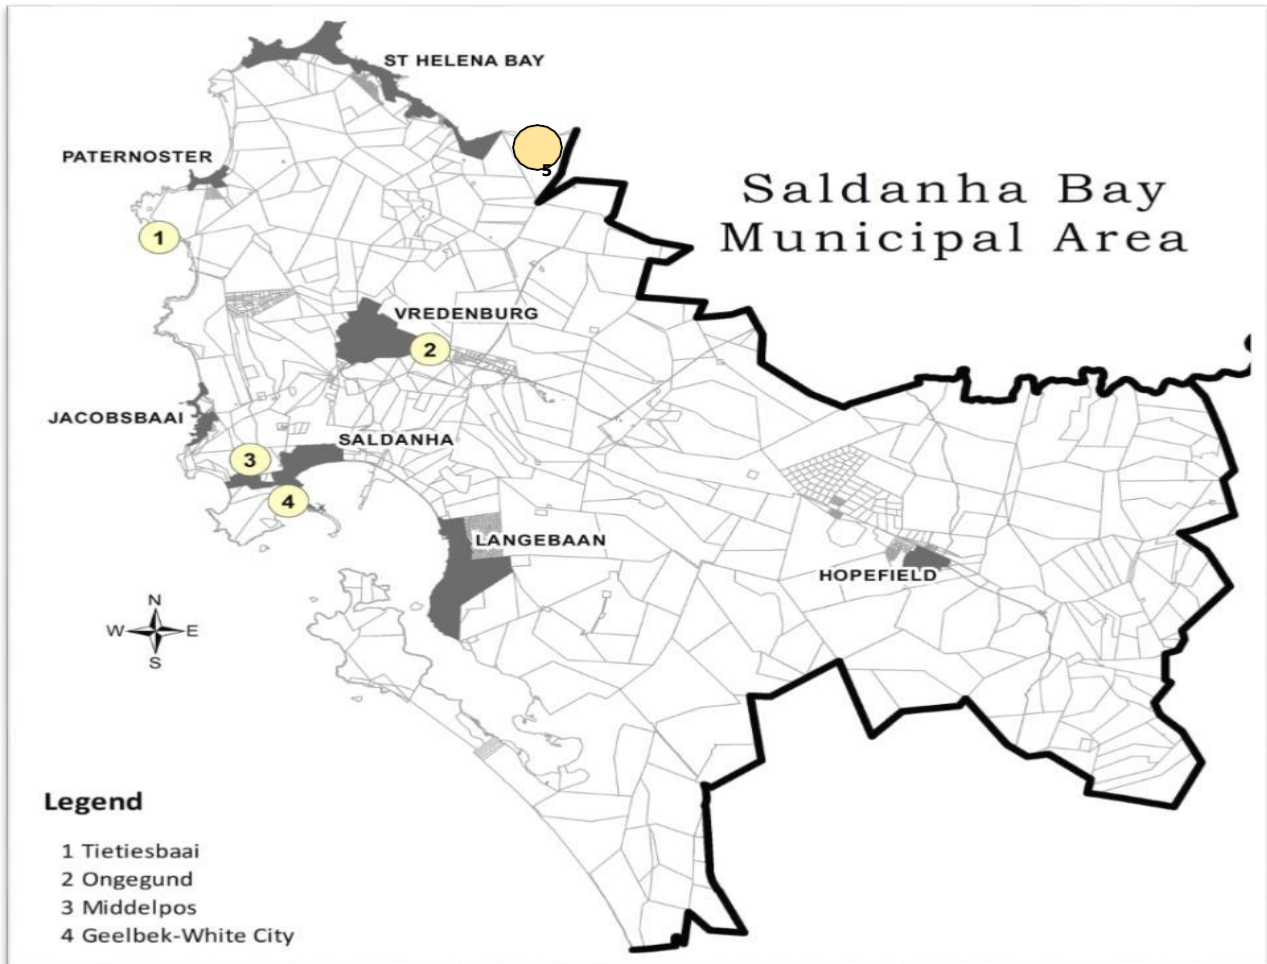 ST HELENA BAY
PATERNOSTER
5
Saldanha Bay
Municipal Area
1
VREDENBURG
2
JACOBSBAAI
SALDANHA
3
4
LANGEBAAN
HOPEFIELD
N
W E
S
Legend
1 Tietiesbaai
2 Ongegund
3 Middelpos
4 Geelbek-White City